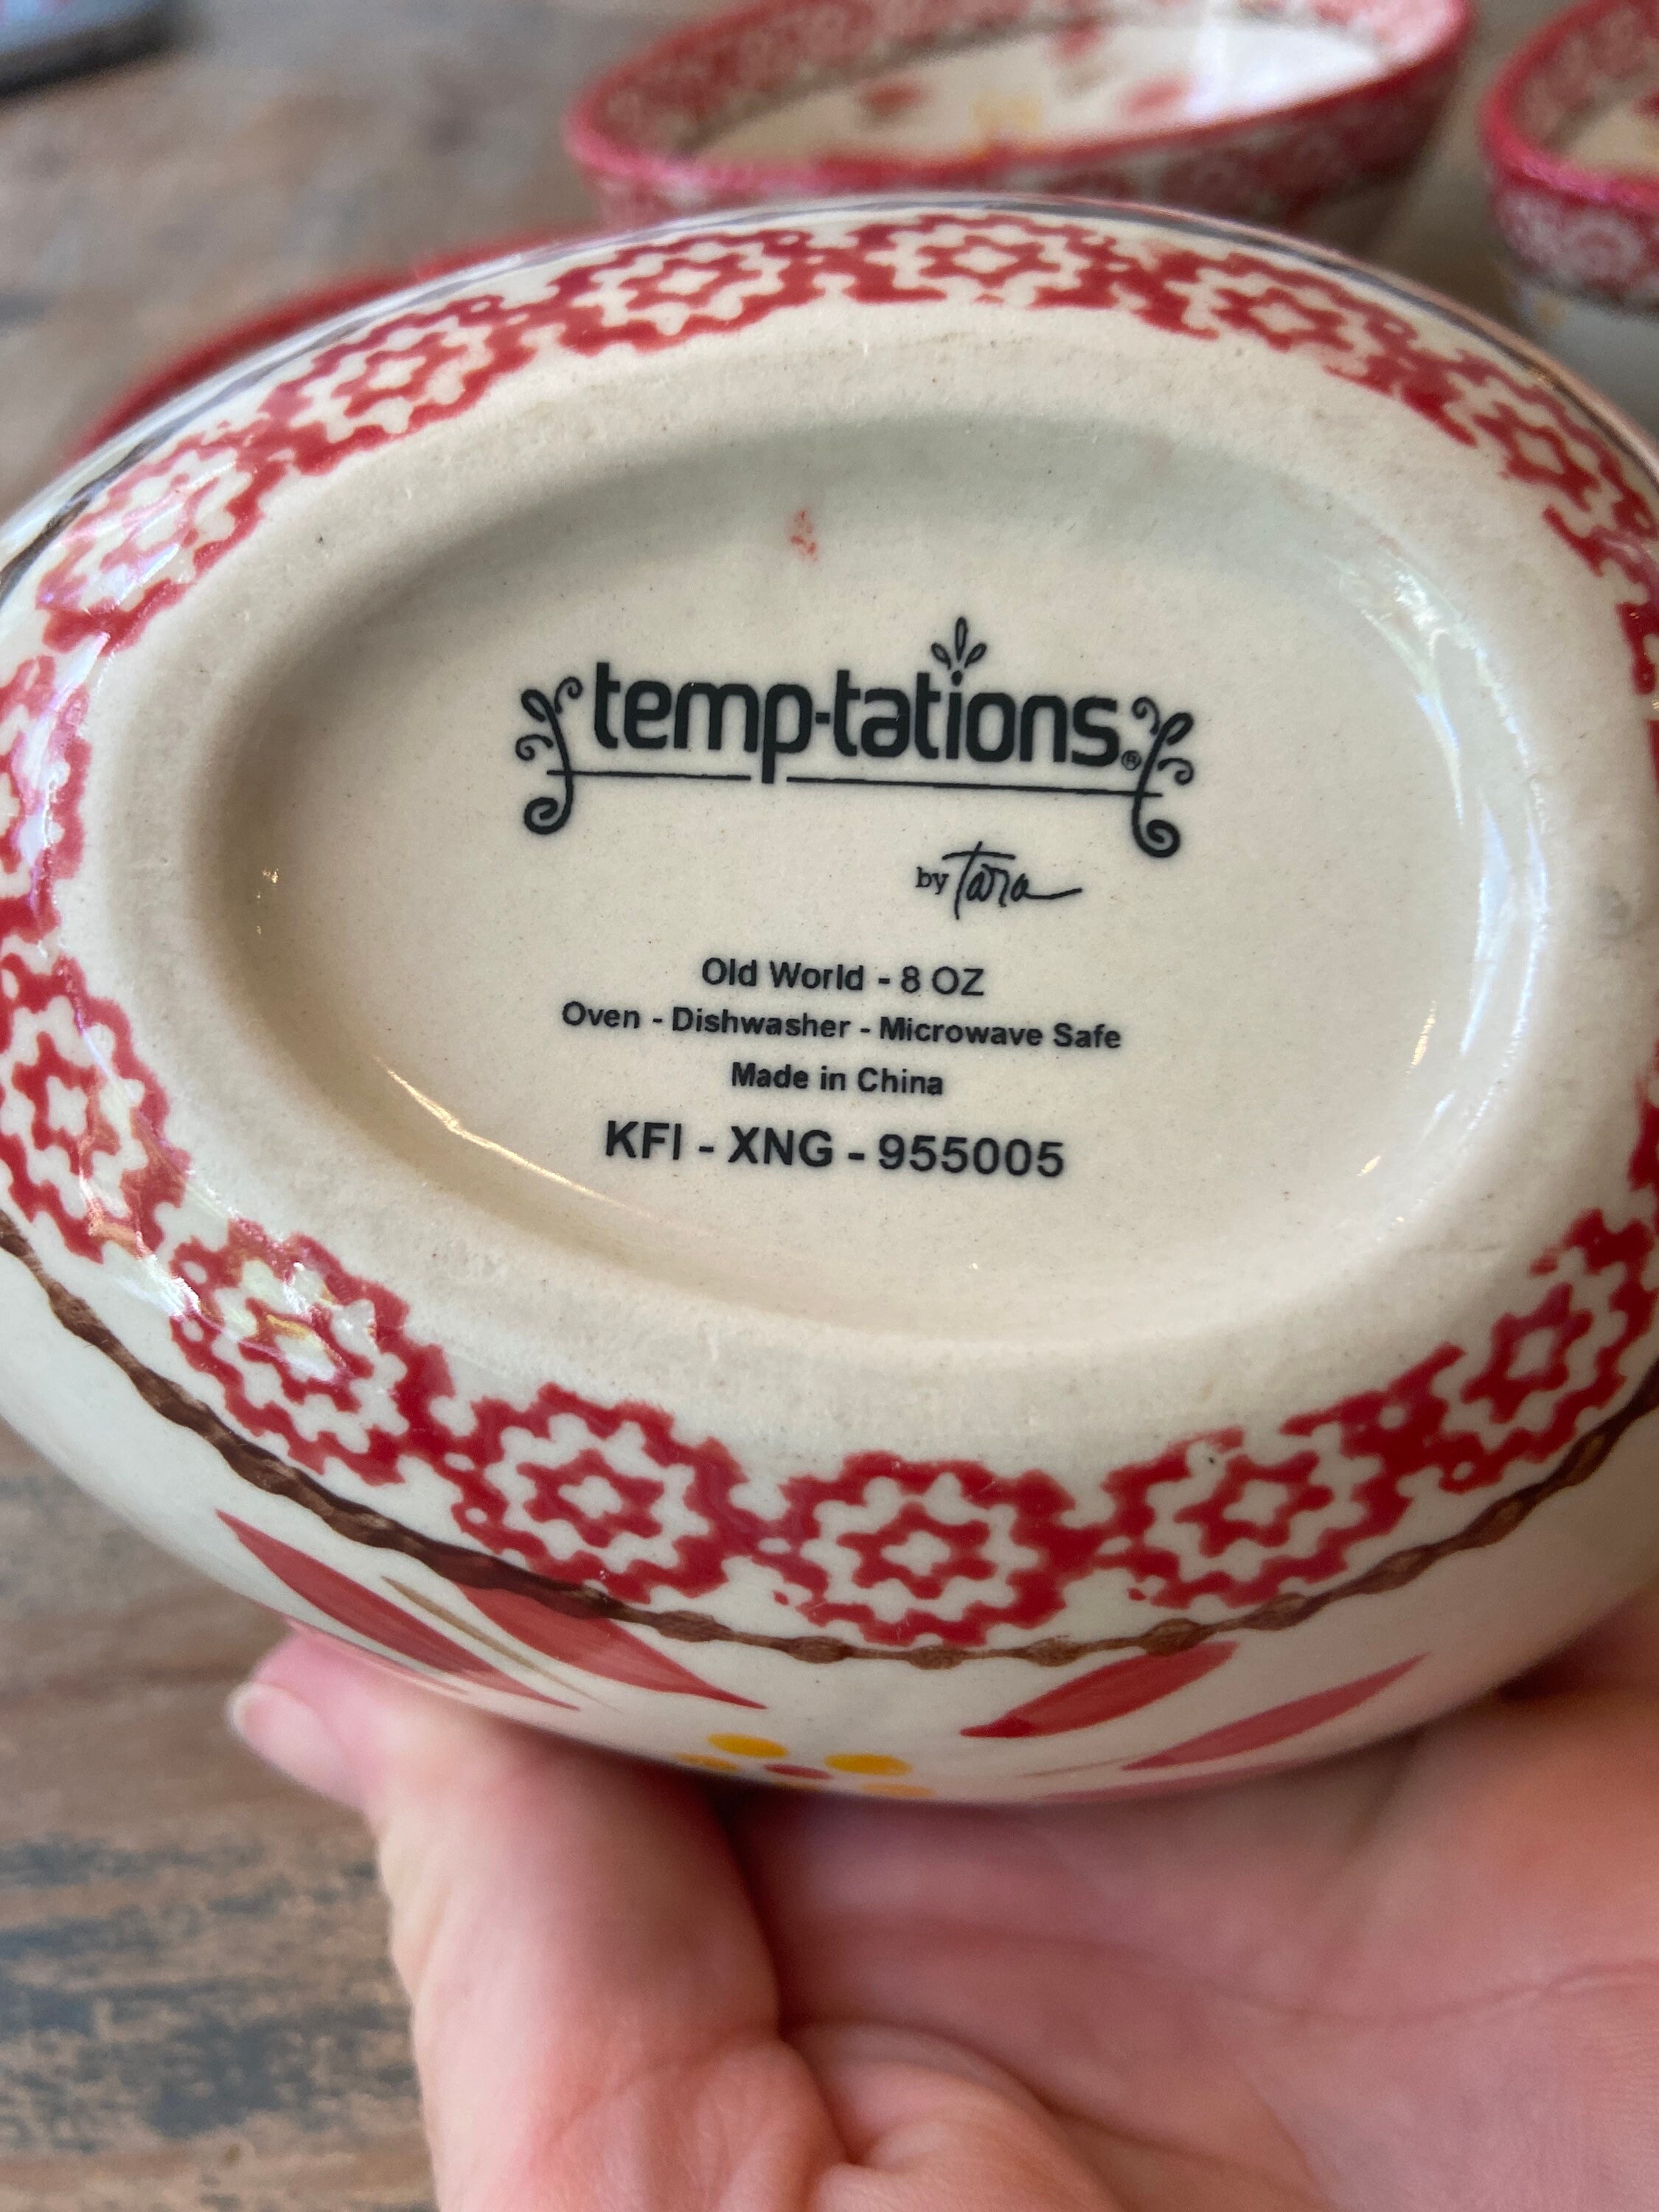 temp-tations®
by Tara
Old World - 8 OZ
Oven - Dishwasher - Microwave Safe
Made in China
KFI - XNG - 955005